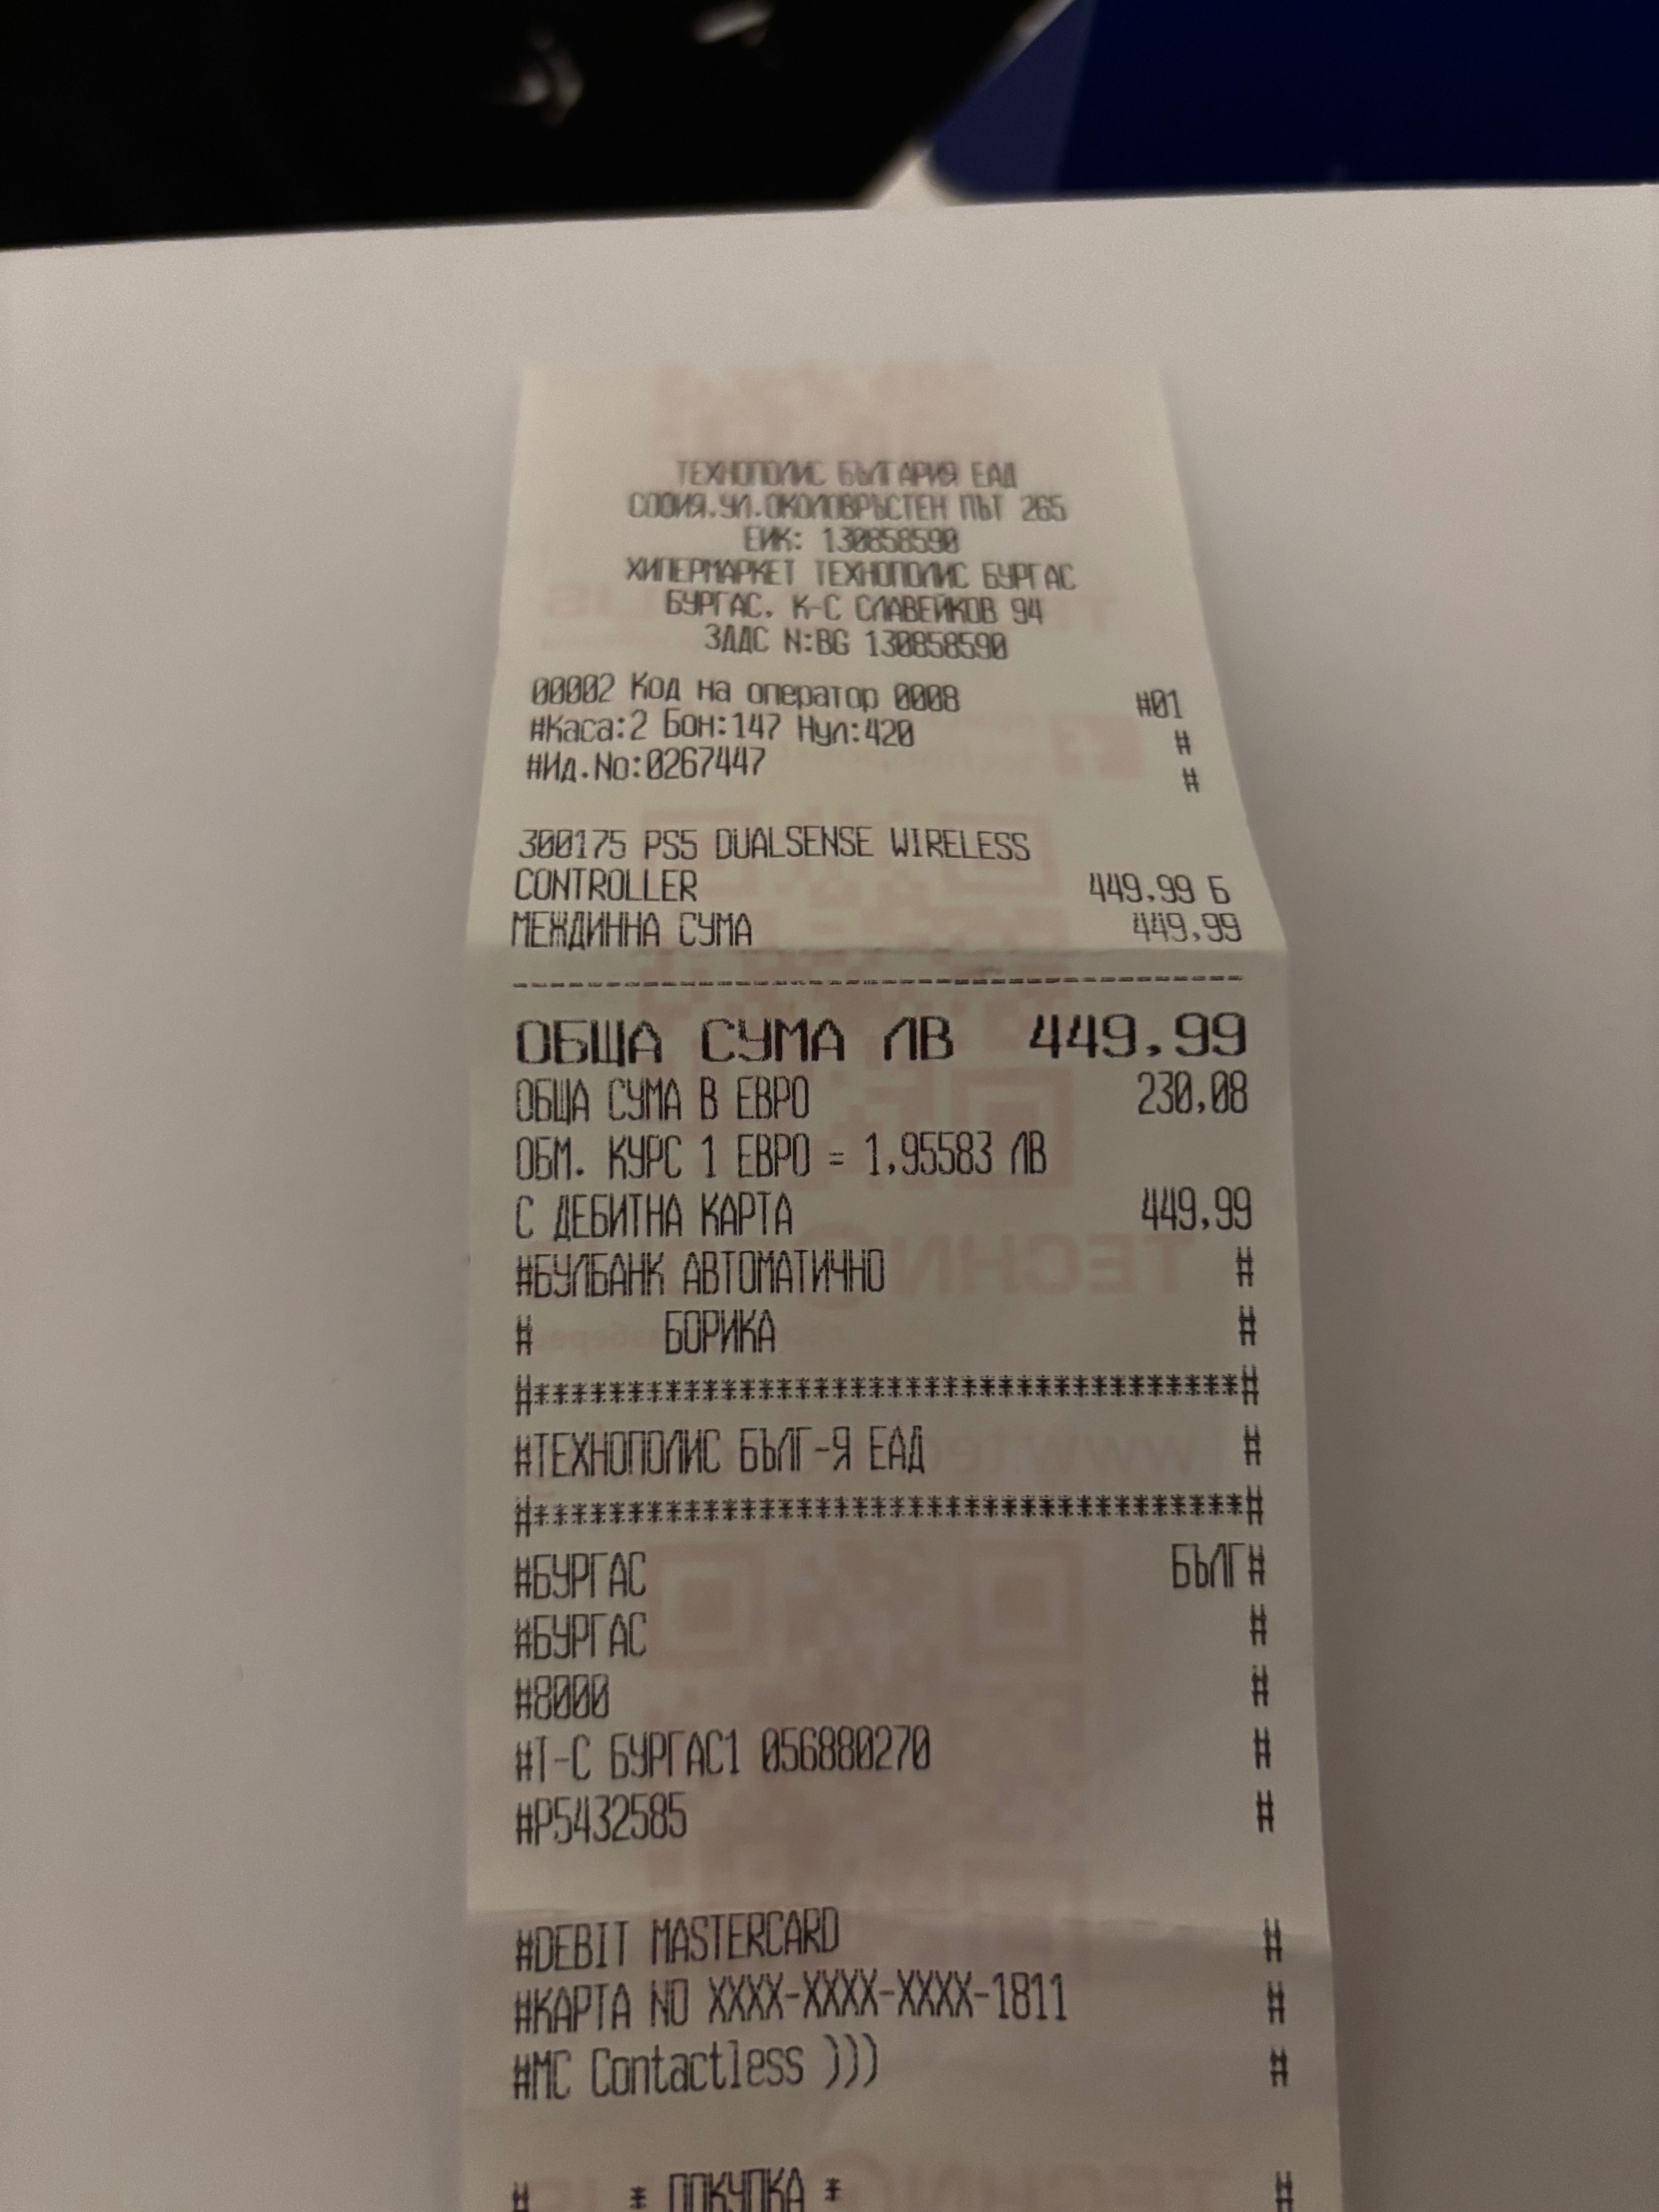 ТЕХНОПОЛИС БЪЛГАРИЯ ЕАД
СОФИЯ.УЛ.ОКОЛОВРЪСТЕН ПЪТ 265
ЕИК: 130858590
ХИПЕРМАРКЕТ ТЕХНОПОЛИС БУРГАС
БУРГАС, К-С СЛАВЕЙКОВ 94
ЗДДС N:BG 130858590
00002 Код на оператор 0008 #01
#Каса:2 Бон:147 Нул:420 #
#Ид.No:0267447 #
300175 PS5 DUALSENSE WIRELESS
CONTROLLER 449,99 Б
МЕЖДИННА СУМА 449,99
--------------------------------------
ОБЩА СУМА ЛВ 449,99
ОБЩА СУМА В ЕВРО 230,08
ОБМ. КУРС 1 ЕВРО = 1,95583 ЛВ
С ДЕБИТНА КАРТА 449,99
#БУЛБАНК АВТОМАТИЧНО #
# БОРИКА #
#**************************************#
#ТЕХНОПОЛИС БЪЛГ-Я ЕАД #
#**************************************#
#БУРГАС БЪЛГ#
#БУРГАС #
#8000 #
#Т-С БУРГАС1 056880270 #
#P5432585 #
#DEBIT MASTERCARD #
#КАРТА NO XXXX-XXXX-XXXX-1811 #
#MC Contactless ))) #
# * ПОКУПКА * #